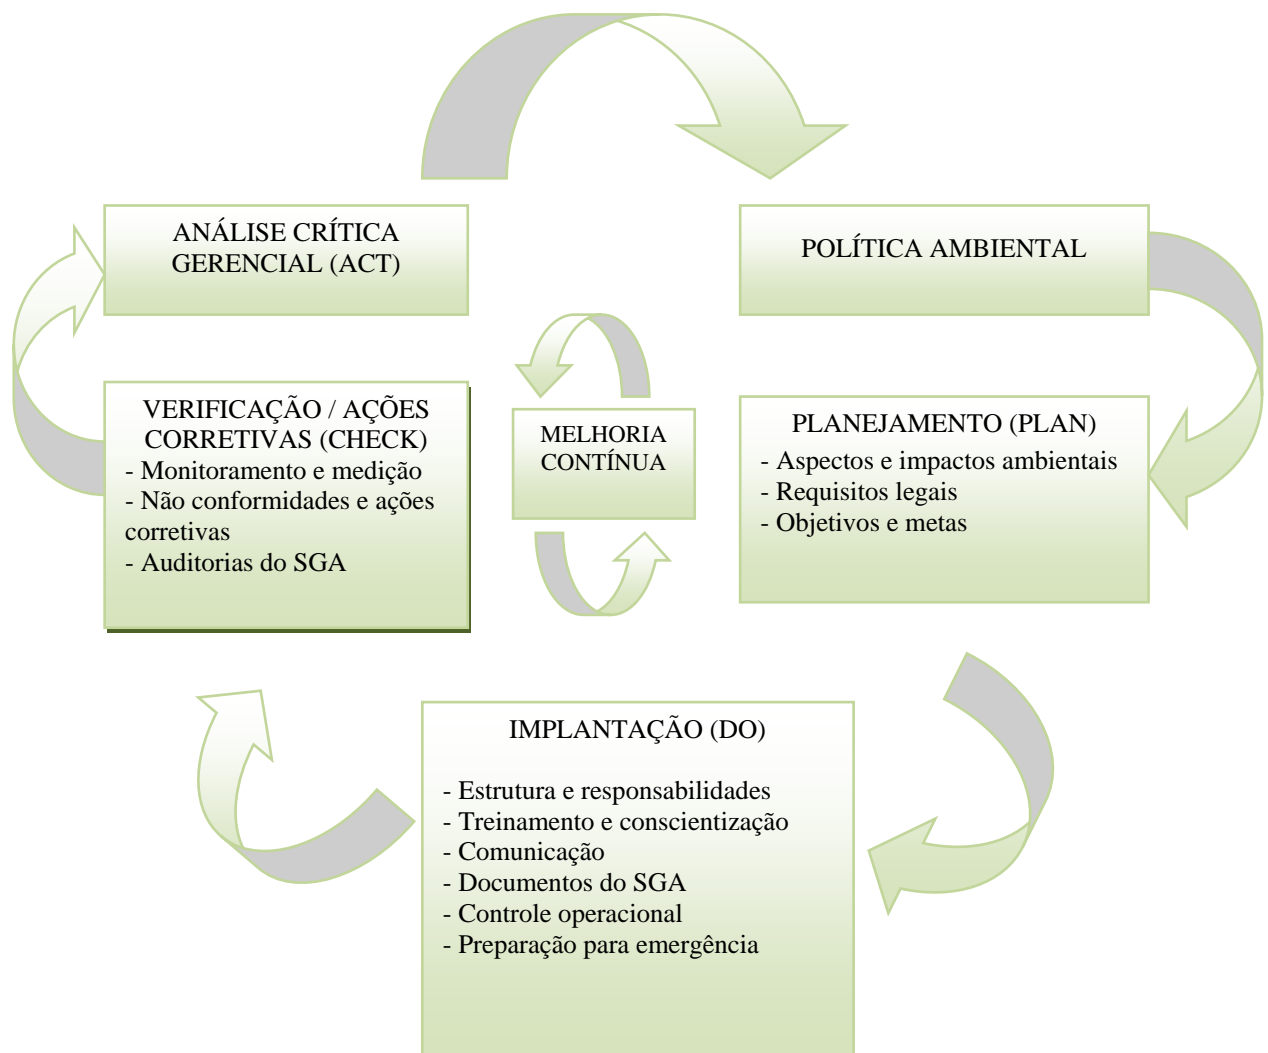 ANÁLISE CRÍTICA
GERENCIAL (ACT)
POLÍTICA AMBIENTAL
VERIFICAÇÃO / AÇÕES
CORRETIVAS (CHECK)
- Monitoramento e medição
- Não conformidades e ações
corretivas
- Auditorias do SGA
MELHORIA
CONTÍNUA
PLANEJAMENTO (PLAN)
- Aspectos e impactos ambientais
- Requisitos legais
- Objetivos e metas
IMPLANTAÇÃO (DO)
- Estrutura e responsabilidades
- Treinamento e conscientização
- Comunicação
- Documentos do SGA
- Controle operacional
- Preparação para emergência